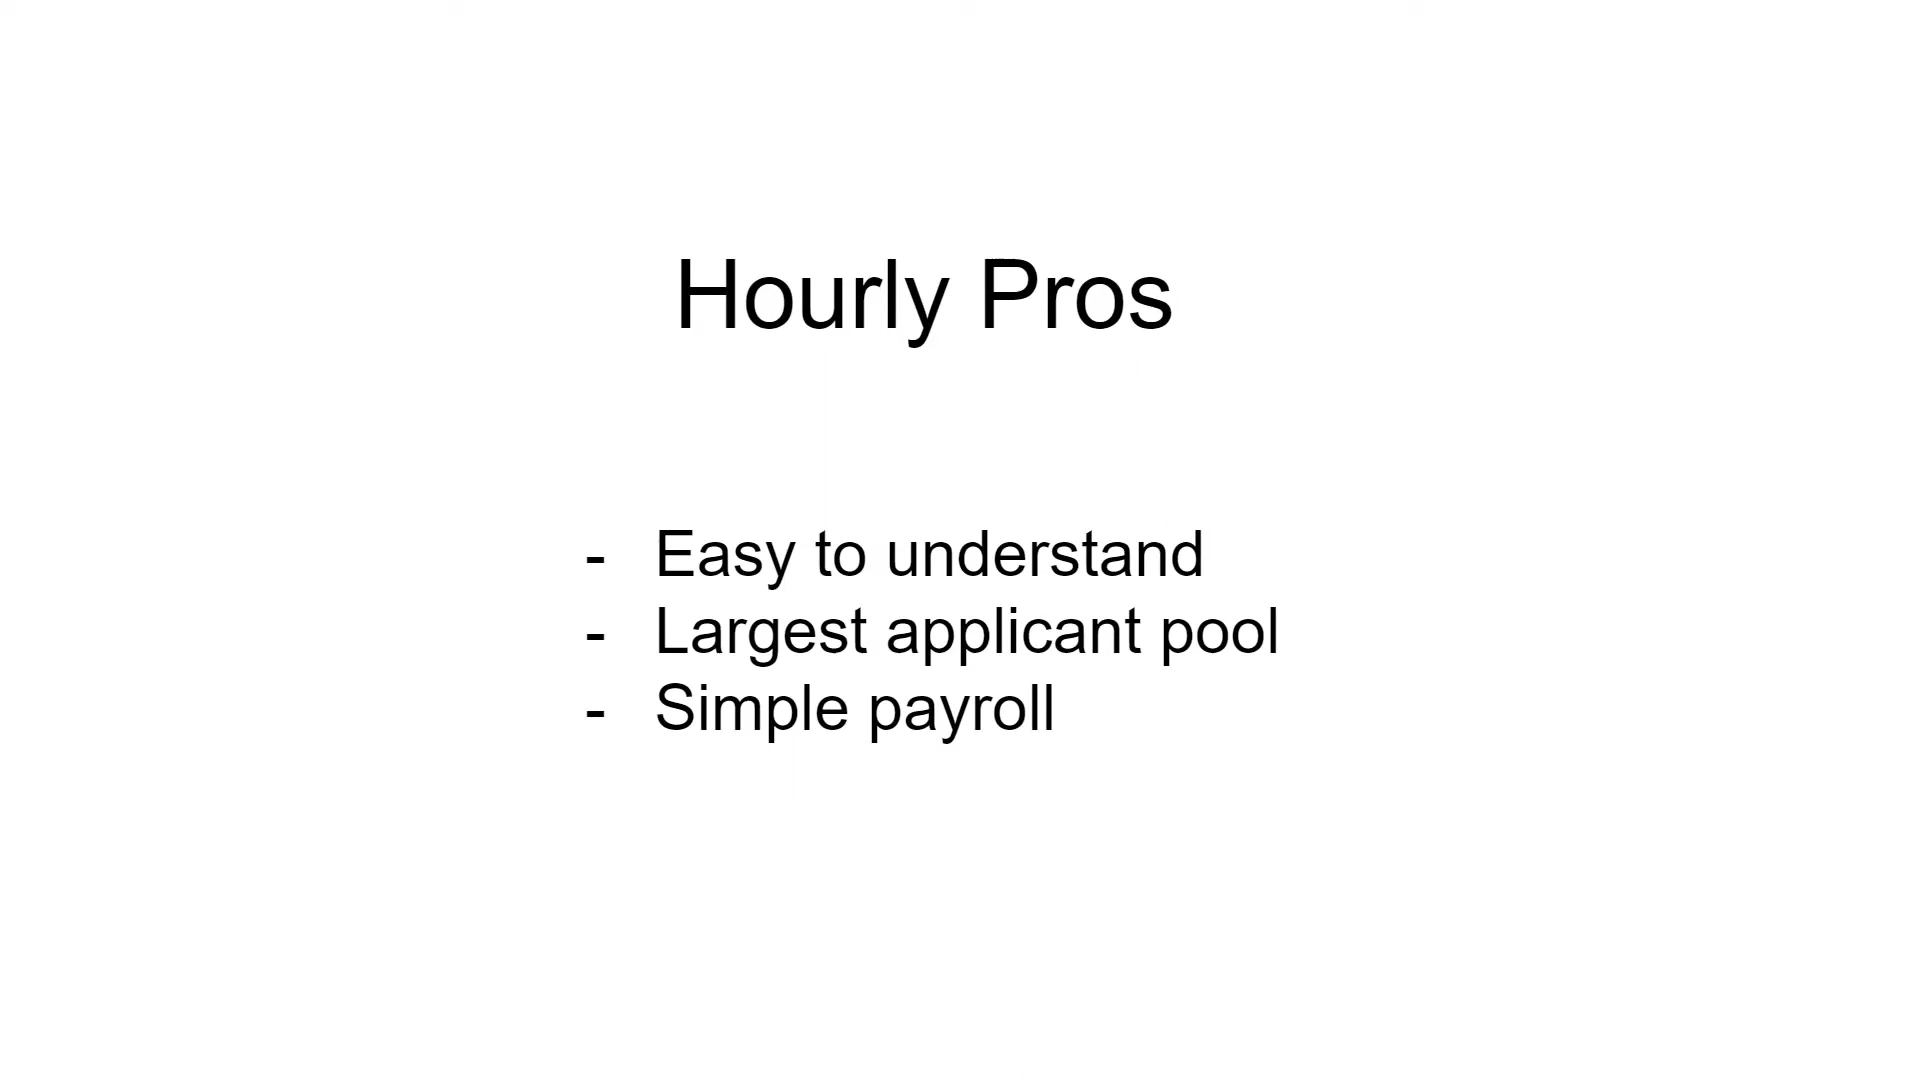 Hourly Pros
- Easy to understand
- Largest applicant pool
- Simple payroll